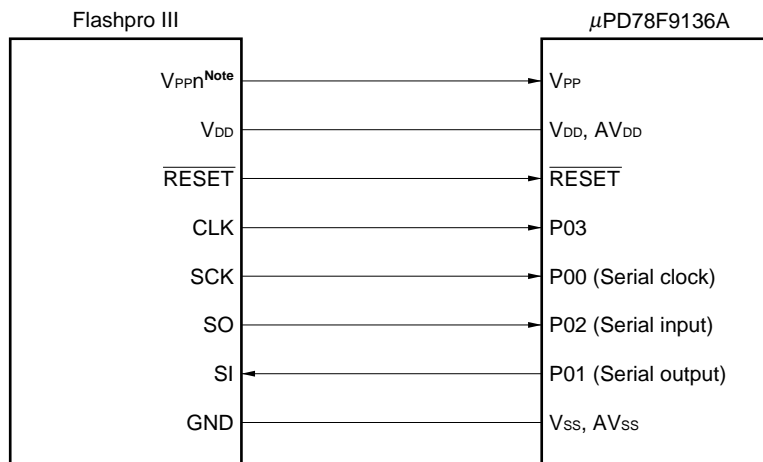 Flashpro III μPD78F9136A
VPPnNote VPP
VDD VDD, AVDD
RESET RESET
CLK P03
SCK P00 (Serial clock)
SO P02 (Serial input)
SI P01 (Serial output)
GND VSS, AVSS